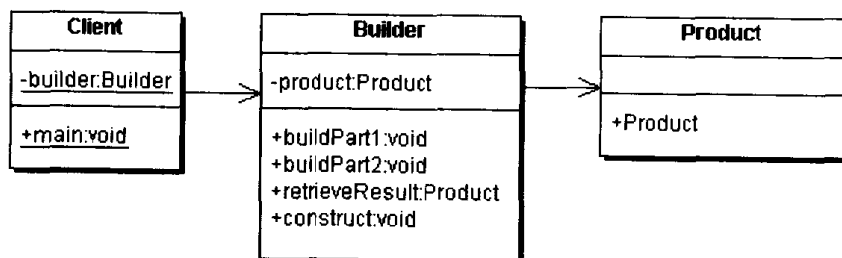 Client
-builder:Builder
+main:void
Builder
-product:Product
+buildPart1:void
+buildPart2:void
+retrieveResult:Product
+construct:void
Product
+Product